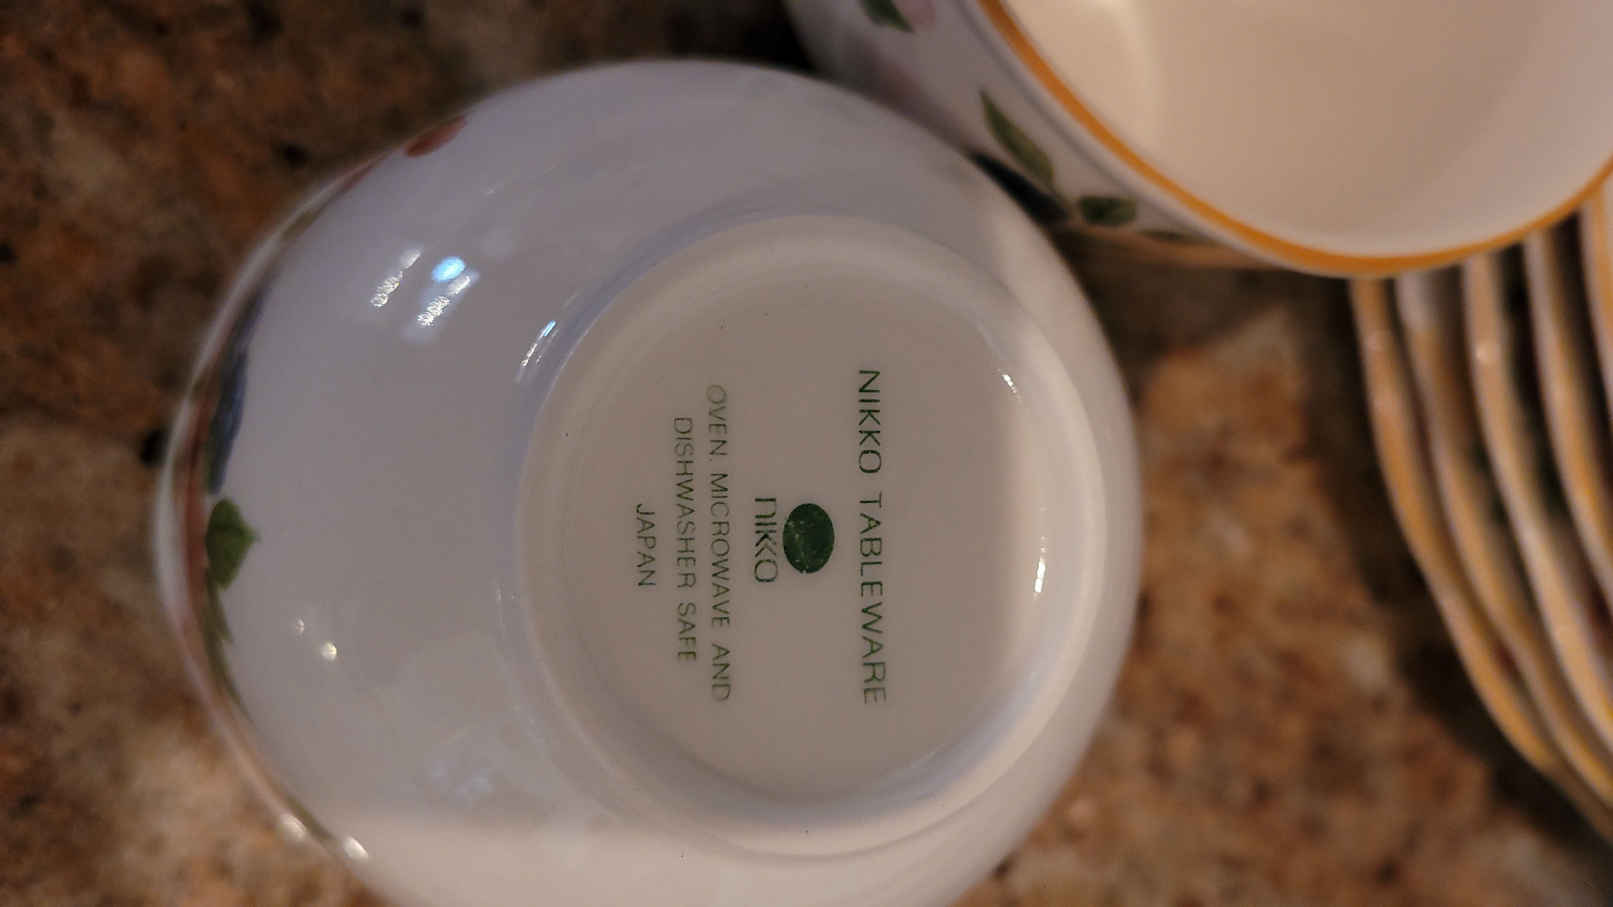 NIKKO TABLEWARE
nikko
OVEN. MICROWAVE AND
DISHWASHER SAFE
JAPAN